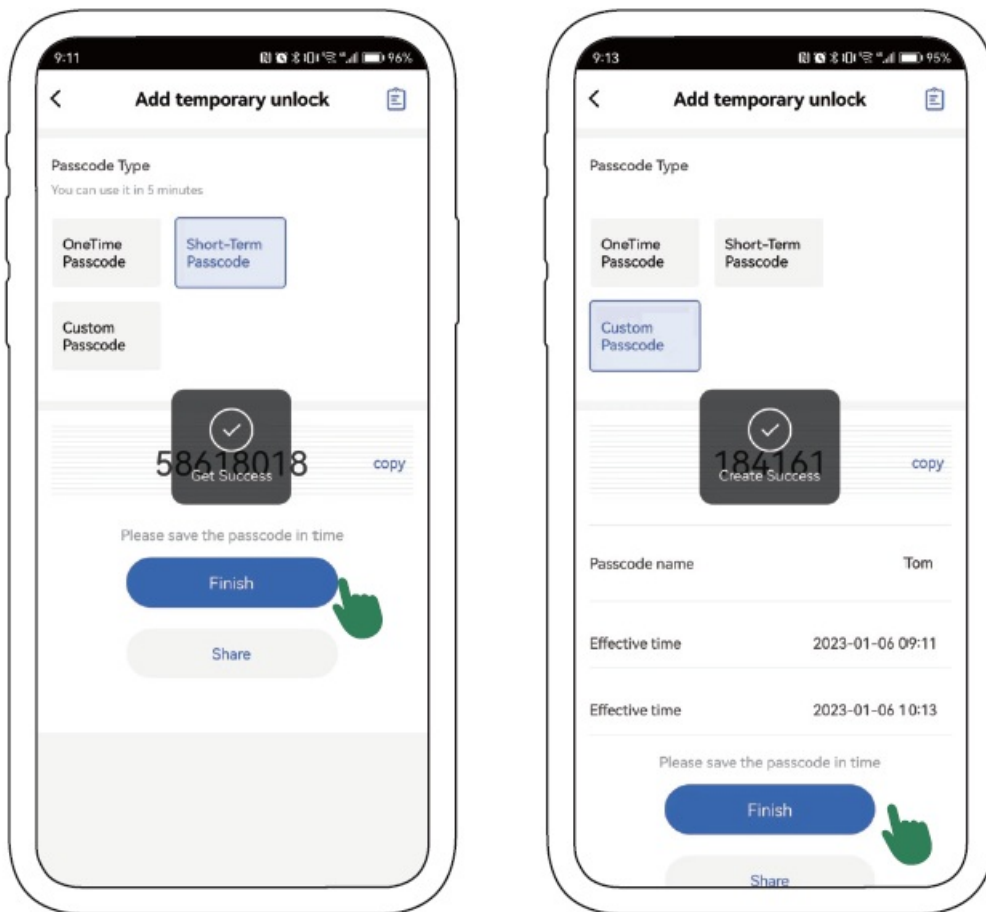 9:11
96%
Add temporary unlock
Passcode Type
You can use it in 5 minutes
OneTime
Passcode
Short-Term
Passcode
Custom
Passcode
58618018
Get Success
copy
Please save the passcode in time
Finish
Share
9:13
95%
Add temporary unlock
Passcode Type
OneTime
Passcode
Short-Term
Passcode
Custom
Passcode
184161
Create Success
copy
Passcode name
Tom
Effective time
2023-01-06 09:11
Effective time
2023-01-06 10:13
Please save the passcode in time
Finish
Share